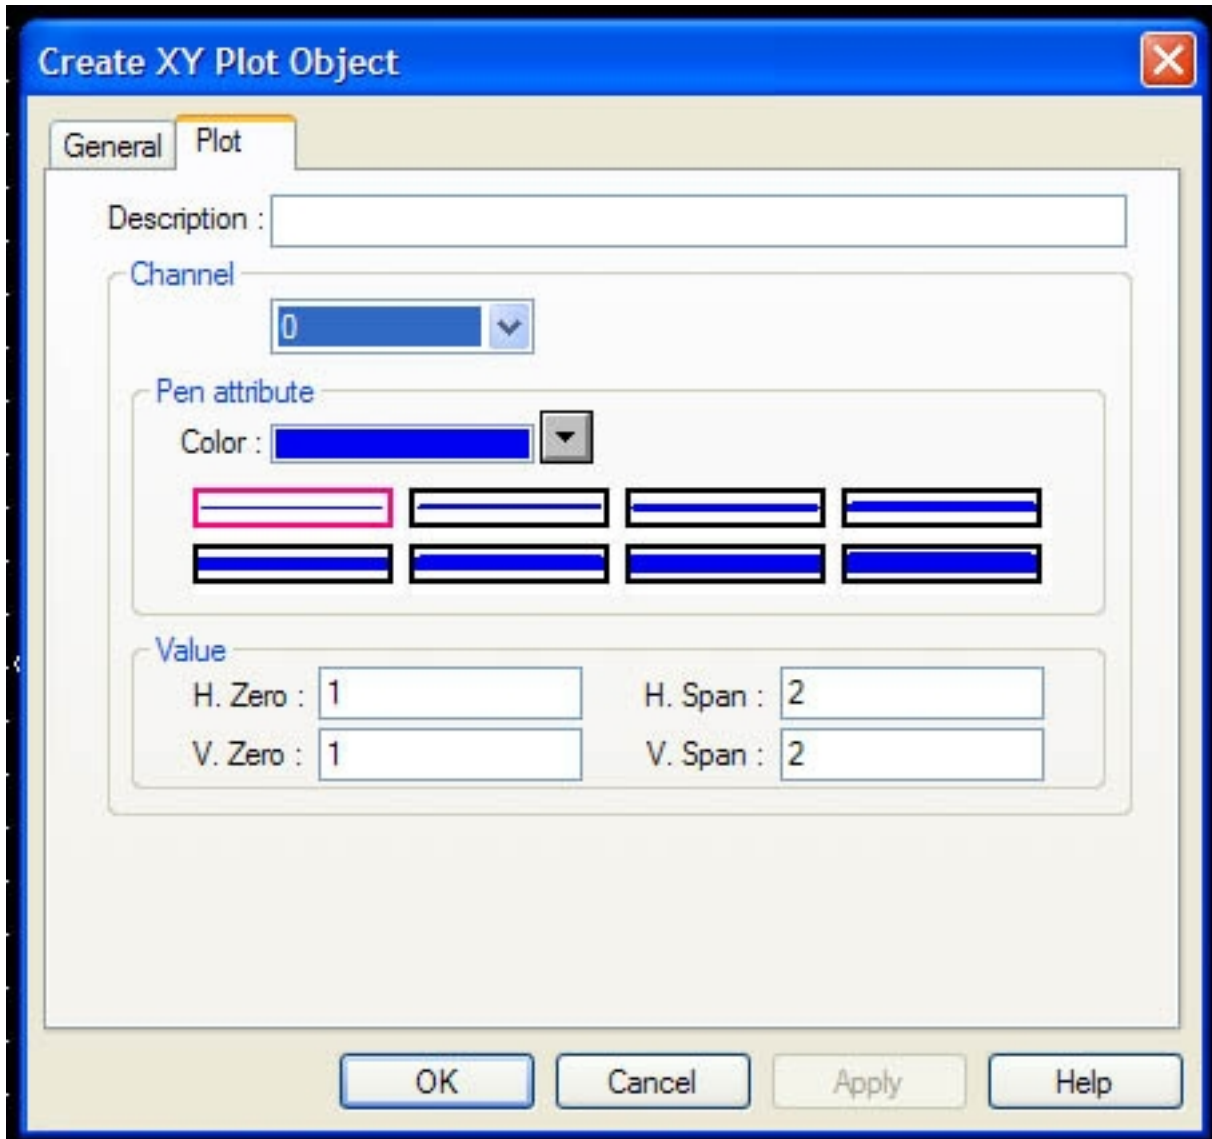 Create XY Plot Object
General Plot
Description :
Channel
0
Pen attribute
Color :
Value
H. Zero : 1 H. Span : 2
V. Zero : 1 V. Span : 2
OK Cancel Apply Help